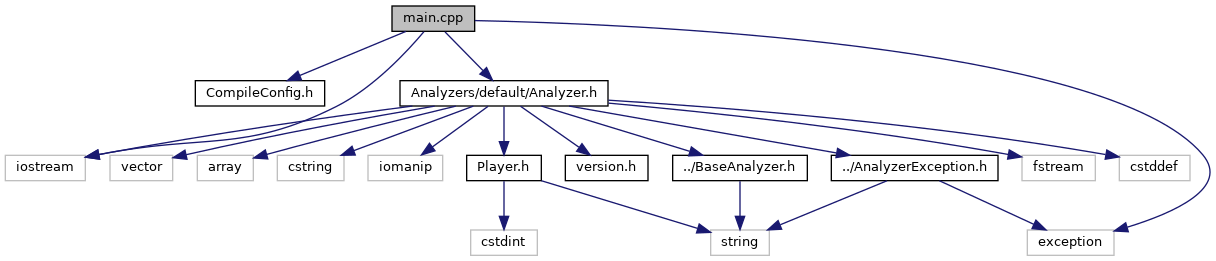 main.cpp
CompileConfig.h
Analyzers/default/Analyzer.h
iostream
vector
array
cstring
iomanip
Player.h
version.h
../BaseAnalyzer.h
../AnalyzerException.h
fstream
cstddef
cstdint
string
exception